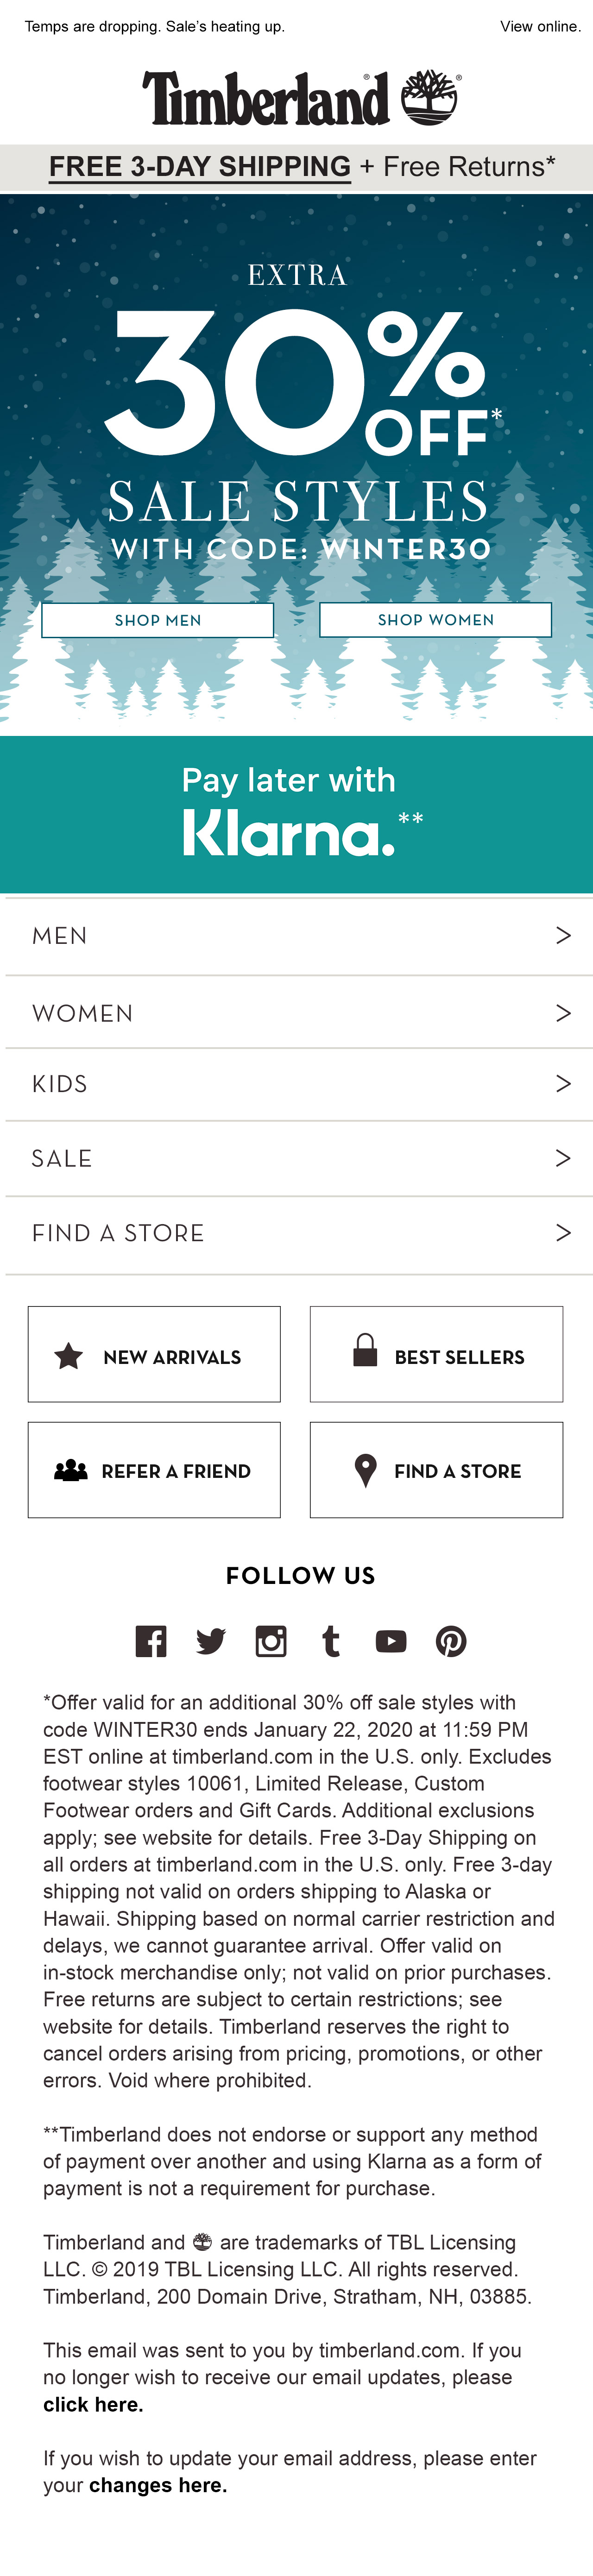 Temps are dropping. Sale's heating up. View online.
Timberland® ®
FREE 3-DAY SHIPPING + Free Returns*
EXTRA
30%
OFF*
SALE STYLES
WITH CODE: WINTER30
SHOP MEN SHOP WOMEN
Pay later with
Klarna.**
MEN >
WOMEN >
KIDS >
SALE >
FIND A STORE >
NEW ARRIVALS BEST SELLERS
REFER A FRIEND FIND A STORE
FOLLOW US
*Offer valid for an additional 30% off sale styles with
code WINTER30 ends January 22, 2020 at 11:59 PM
EST online at timberland.com in the U.S. only. Excludes
footwear styles 10061, Limited Release, Custom
Footwear orders and Gift Cards. Additional exclusions
apply; see website for details. Free 3-Day Shipping on
all orders at timberland.com in the U.S. only. Free 3-day
shipping not valid on orders shipping to Alaska or
Hawaii. Shipping based on normal carrier restriction and
delays, we cannot guarantee arrival. Offer valid on
in-stock merchandise only; not valid on prior purchases.
Free returns are subject to certain restrictions; see
website for details. Timberland reserves the right to
cancel orders arising from pricing, promotions, or other
errors. Void where prohibited.
**Timberland does not endorse or support any method
of payment over another and using Klarna as a form of
payment is not a requirement for purchase.
Timberland and are trademarks of TBL Licensing
LLC. © 2019 TBL Licensing LLC. All rights reserved.
Timberland, 200 Domain Drive, Stratham, NH, 03885.
This email was sent to you by timberland.com. If you
no longer wish to receive our email updates, please
click here.
If you wish to update your email address, please enter
your changes here.